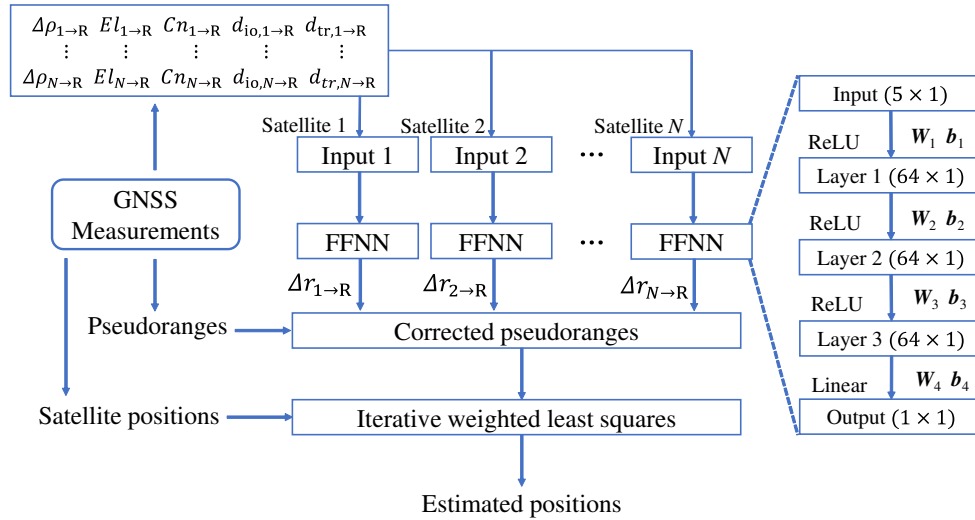 Δρ1→R El1→R Cn1→R dio,1→R dtr,1→R
⋮ ⋮ ⋮ ⋮ ⋮
ΔρN→R ElN→R CnN→R dio,N→R dtr,N→R
Satellite 1 Satellite 2 Satellite N
Input 1 Input 2 ··· Input N
GNSS
Measurements
FFNN FFNN ··· FFNN
Δr1→R Δr2→R ΔrN→R
Pseudoranges
Corrected pseudoranges
Satellite positions
Iterative weighted least squares
Estimated positions
Input (5 × 1)
ReLU W1 b1
Layer 1 (64 × 1)
ReLU W2 b2
Layer 2 (64 × 1)
ReLU W3 b3
Layer 3 (64 × 1)
Linear W4 b4
Output (1 × 1)